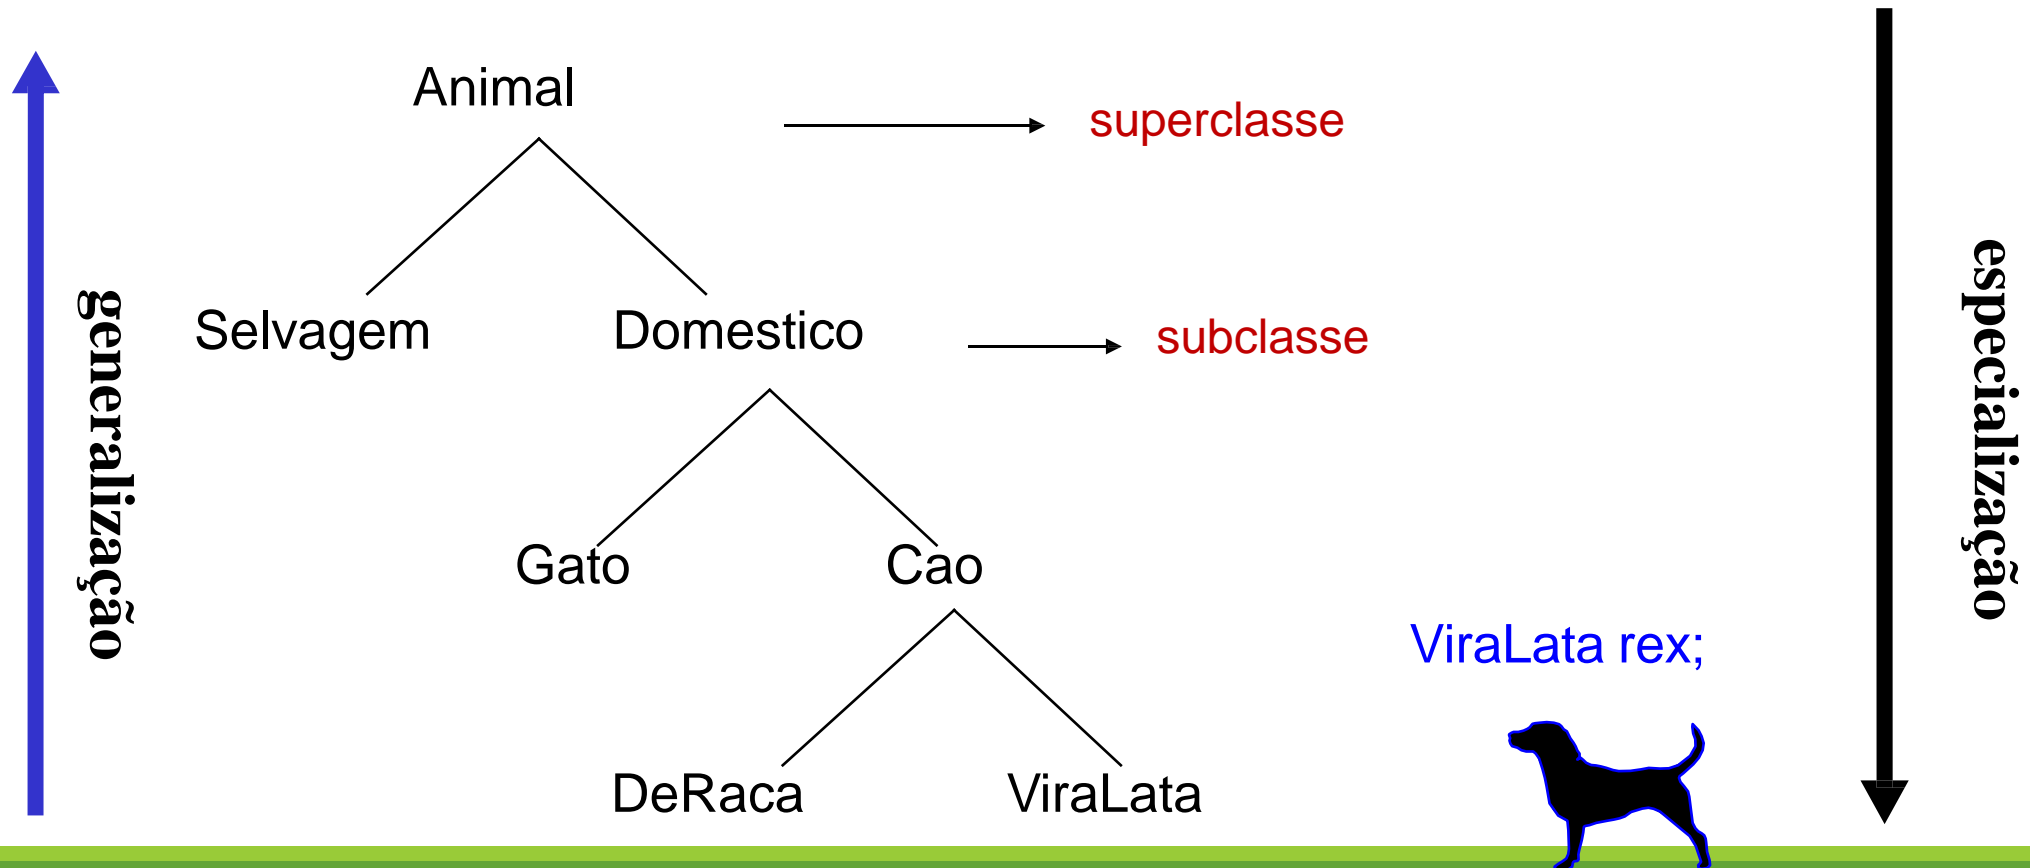 Animal
superclasse
generalização
especialização
Selvagem
Domestico
subclasse
Gato
Cao
ViraLata rex;
DeRaca
ViraLata